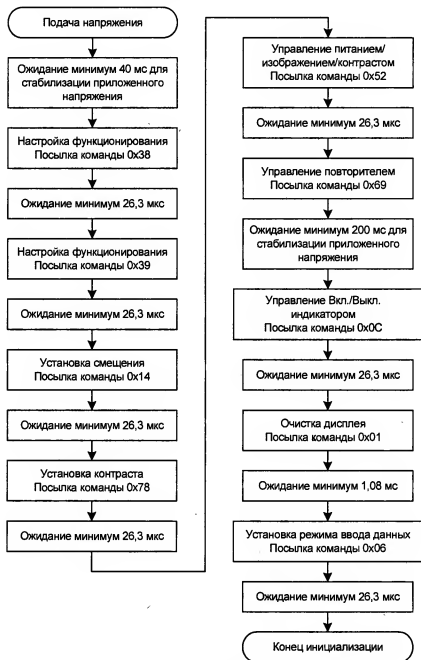 Подача напряжения
Ожидание минимум 40 мс для
стабилизации приложенного
напряжения
Настройка функционирования
Посылка команды 0x38
Ожидание минимум 26,3 мкс
Настройка функционирования
Посылка команды 0x39
Ожидание минимум 26,3 мкс
Установка смещения
Посылка команды 0x14
Ожидание минимум 26,3 мкс
Установка контраста
Посылка команды 0x78
Ожидание минимум 26,3 мкс
Управление питанием/
изображением/контрастом
Посылка команды 0x52
Ожидание минимум 26,3 мкс
Управление повторителем
Посылка команды 0x69
Ожидание минимум 200 мс для
стабилизации приложенного
напряжения
Управление Вкл./Выкл.
индикатором
Посылка команды 0x0C
Ожидание минимум 26,3 мкс
Очистка дисплея
Посылка команды 0x01
Ожидание минимум 1,08 мс
Установка режима ввода данных
Посылка команды 0x06
Ожидание минимум 26,3 мкс
Конец инициализации